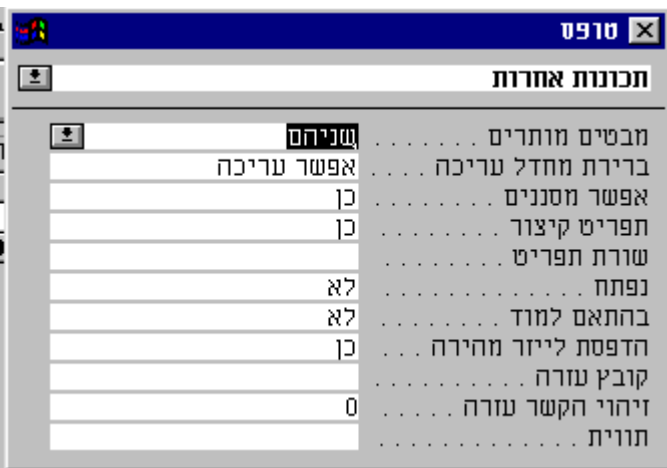 טופס
תכונות אחרות
מבטים מותרים . . . . . . . שניהם
ברירת מחדל עריכה . . . . אפשר עריכה
אפשר מסננים . . . . . . . . כן
תפריט קיצור . . . . . . . . כן
שורת תפריט . . . . . . . .
נפתח . . . . . . . . . . . . . לא
בהתאם למוד . . . . . . . . לא
הדפסת לייזר מהירה . . . כן
קובץ עזרה . . . . . . . . . .
זיהוי הקשר עזרה . . . . . 0
תווית . . . . . . . . . . . . .